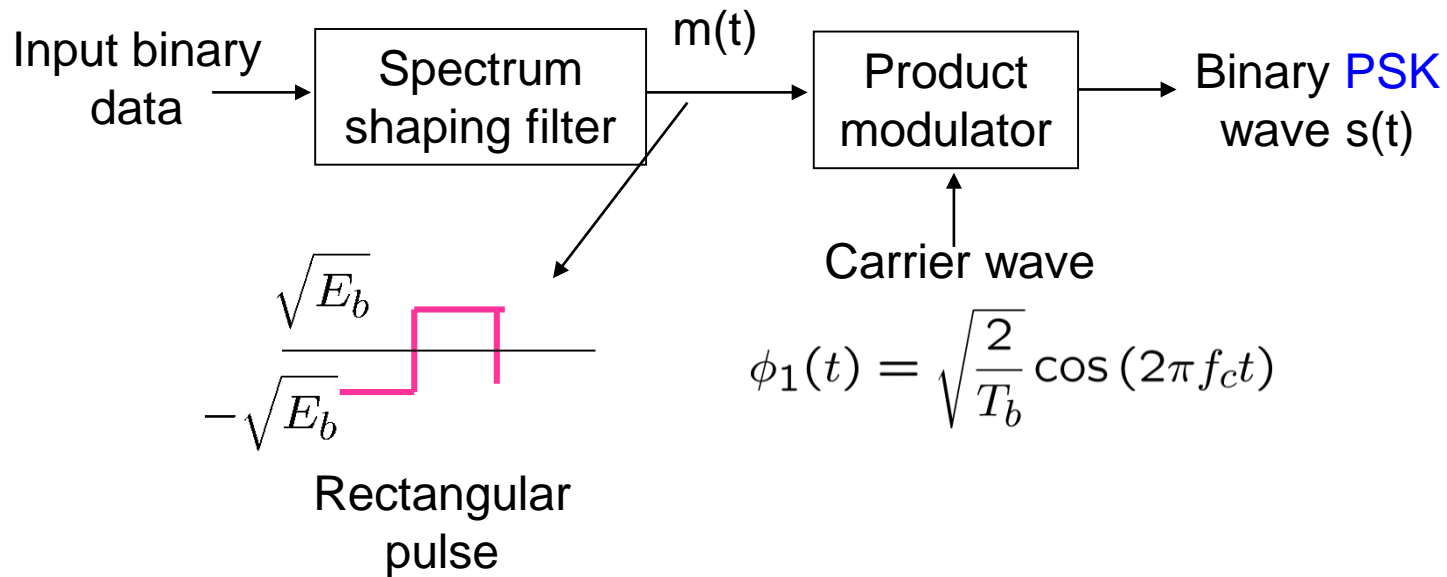 Input binary
data
Spectrum
shaping filter
m(t)
Product
modulator
Binary PSK
wave s(t)
Carrier wave
√E_b
-√E_b
ϕ₁(t) = √(2/T_b) cos (2πf_c t)
Rectangular
pulse